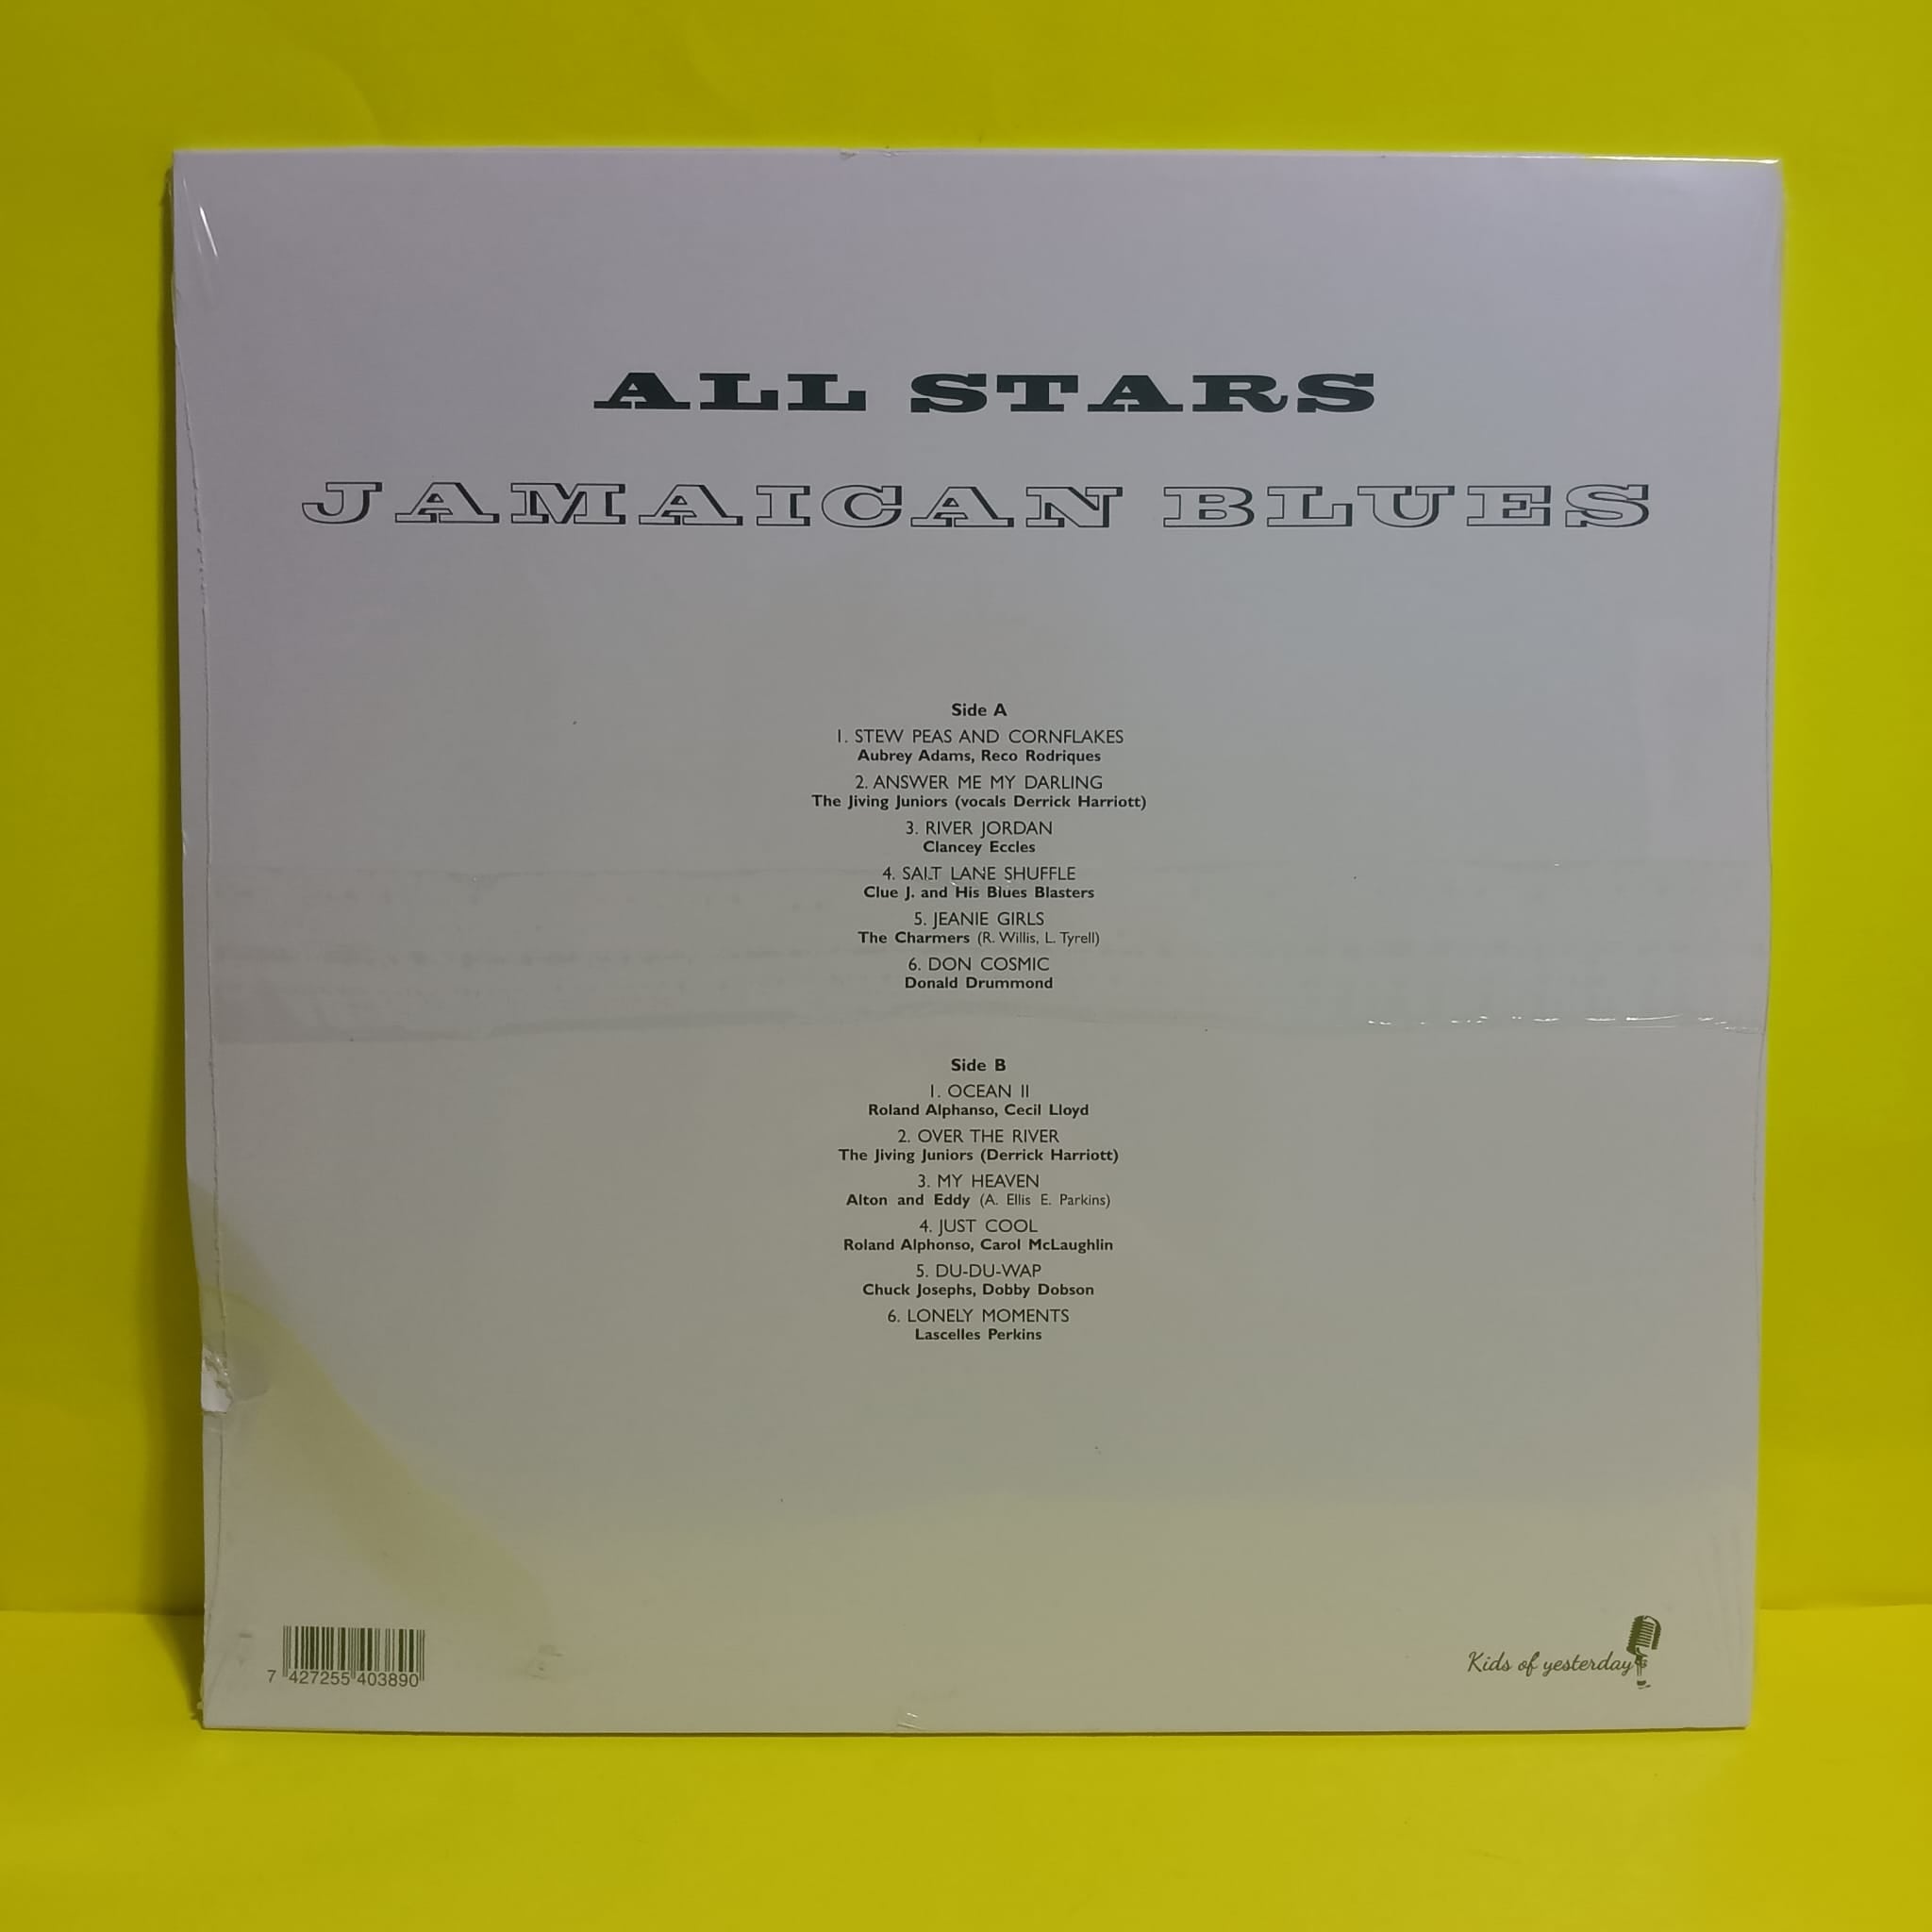 ALL STARS
JAMAICAN BLUES
Side A
1. STEW PEAS AND CORNFLAKES
Aubrey Adams, Reco Rodriques
2. ANSWER ME MY DARLING
The Jiving Juniors (vocals Derrick Harriott)
3. RIVER JORDAN
Clancey Eccles
4. SALT LANE SHUFFLE
Clue J. and His Blues Blasters
5. JEANIE GIRLS
The Charmers (R. Willis, L. Tyrell)
6. DON COSMIC
Donald Drummond
Side B
1. OCEAN II
Roland Alphanso, Cecil Lloyd
2. OVER THE RIVER
The Jiving Juniors (Derrick Harriott)
3. MY HEAVEN
Alton and Eddy (A. Ellis E. Parkins)
4. JUST COOL
Roland Alphonso, Carol McLaughlin
5. DU-DU-WAP
Chuck Josephs, Dobby Dobson
6. LONELY MOMENTS
Lascelles Perkins
7 427255 403890
Kids of yesterday